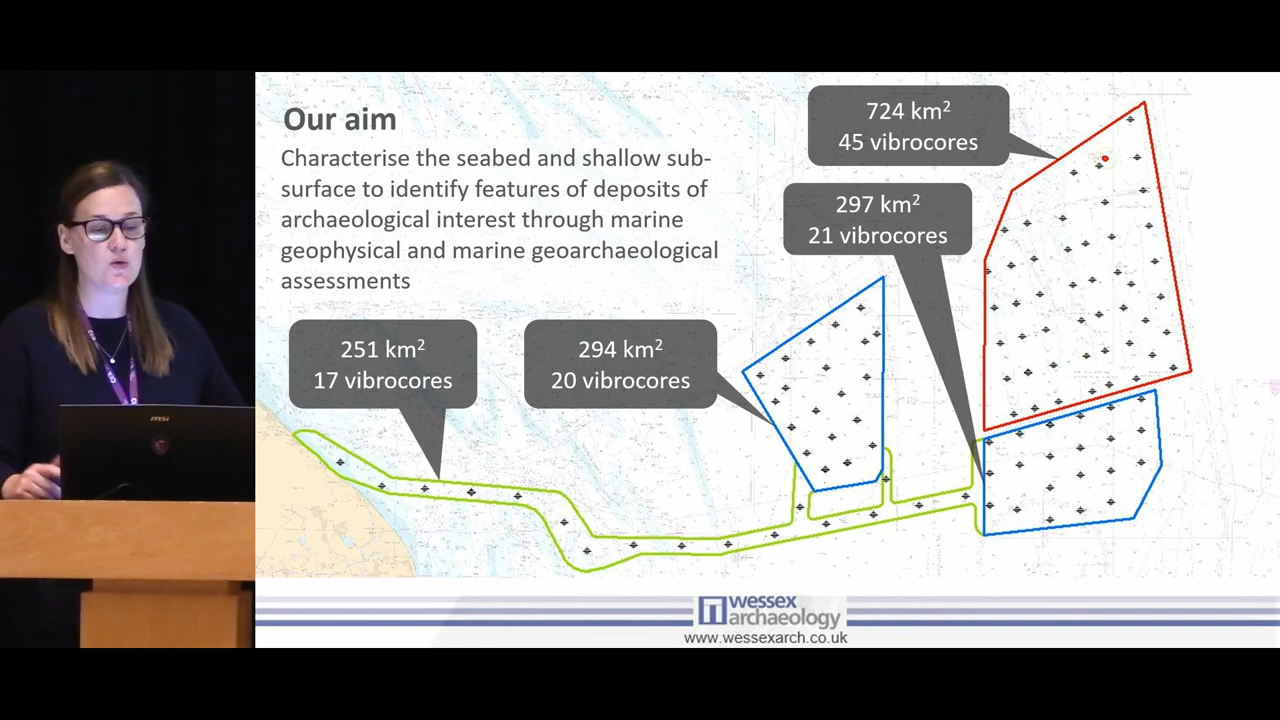 Our aim
Characterise the seabed and shallow sub-
surface to identify features of deposits of
archaeological interest through marine
geophysical and marine geoarchaeological
assessments
724 km²
45 vibrocores
297 km²
21 vibrocores
251 km²
17 vibrocores
294 km²
20 vibrocores
msi
wessex
archaeology
www.wessexarch.co.uk